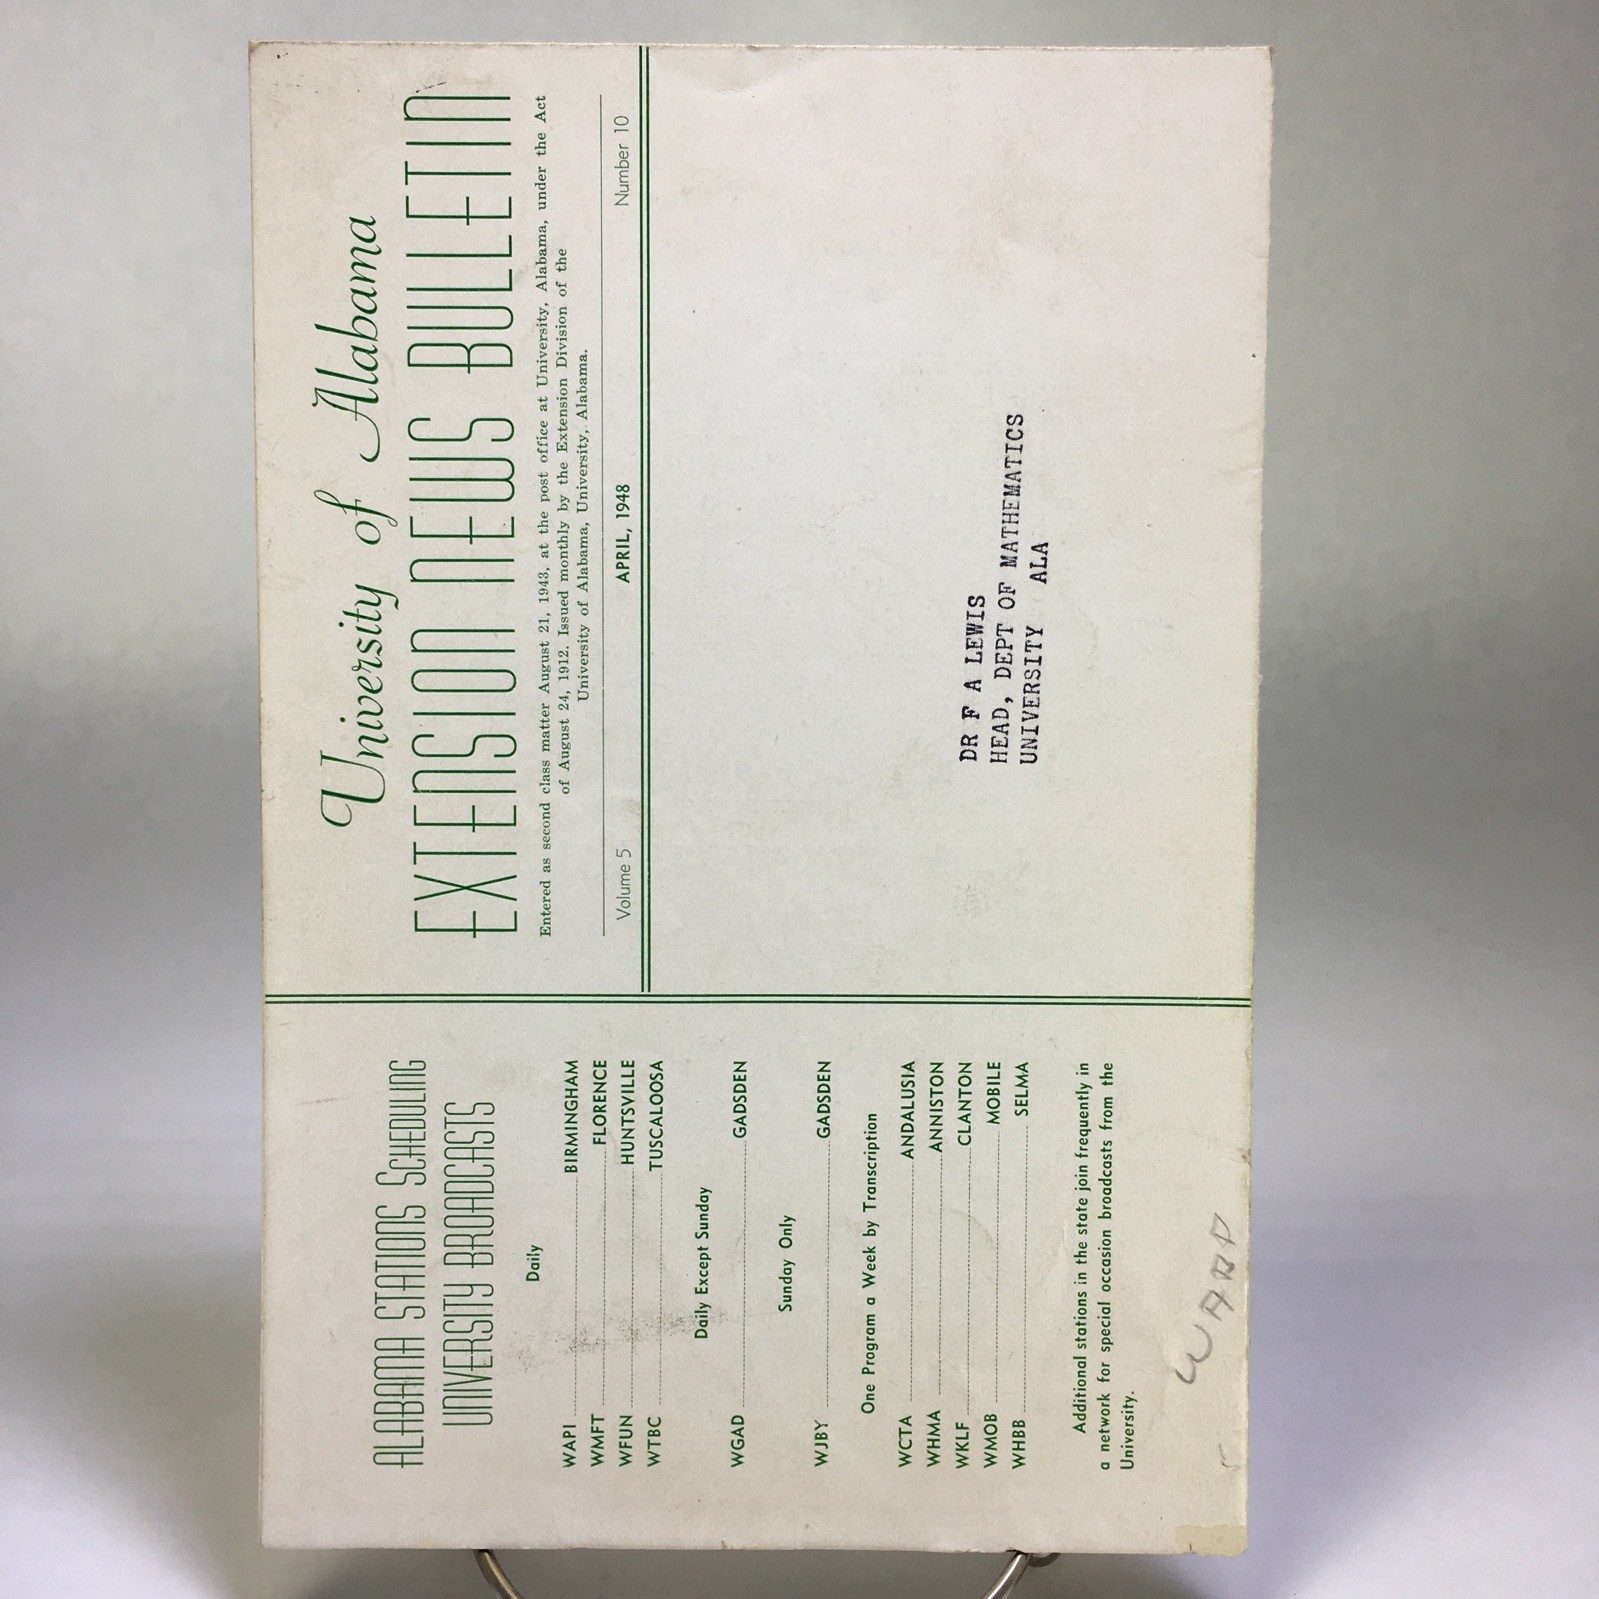 University of Alabama
EXTENSION NEWS BULLETIN
Entered as second class matter August 21, 1943, at the post office at University, Alabama, under the Act
of August 24, 1912. Issued monthly by the Extension Division of the
University of Alabama, University, Alabama.
Volume 5 APRIL, 1948 Number 10
DR F A LEWIS
HEAD, DEPT OF MATHEMATICS
UNIVERSITY ALA
ALABAMA STATIONS SCHEDULING
UNIVERSITY BROADCASTS
Daily
WAPI BIRMINGHAM
WMFT FLORENCE
WFUN HUNTSVILLE
WTBC TUSCALOOSA
Daily Except Sunday
WGAD GADSDEN
Sunday Only
WJBY GADSDEN
One Program a Week by Transcription
WCTA ANDALUSIA
WHMA ANNISTON
WKLF CLANTON
WMOB MOBILE
WHBB SELMA
Additional stations in the state join frequently in
a network for special occasion broadcasts from the
University.